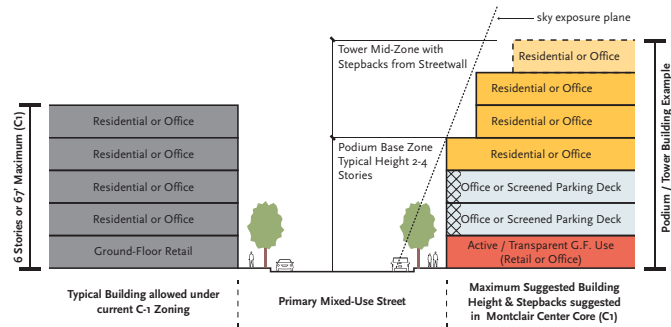 sky exposure plane
Tower Mid-Zone with
Stepbacks from Streetwall
Podium Base Zone
Typical Height 2-4
Stories
6 Stories or 67' Maximum (C1)
Residential or Office
Residential or Office
Residential or Office
Residential or Office
Ground-Floor Retail
Residential or Office
Residential or Office
Residential or Office
Residential or Office
Office or Screened Parking Deck
Office or Screened Parking Deck
Active / Transparent G.F. Use
(Retail or Office)
Podium / Tower Building Example
Typical Building allowed under
current C-1 Zoning
Primary Mixed-Use Street
Maximum Suggested Building
Height & Stepbacks suggested
in Montclair Center Core (C1)